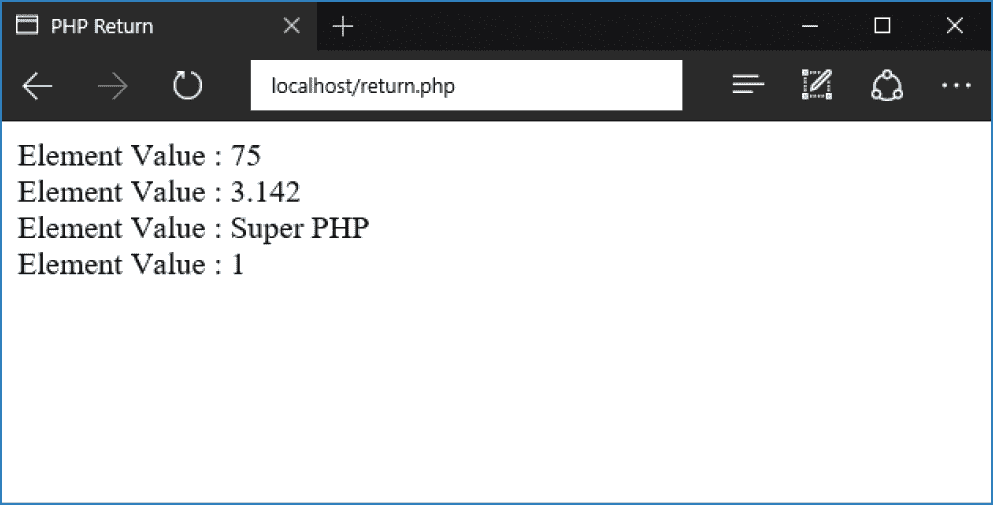 PHP Return
localhost/return.php
Element Value : 75
Element Value : 3.142
Element Value : Super PHP
Element Value : 1